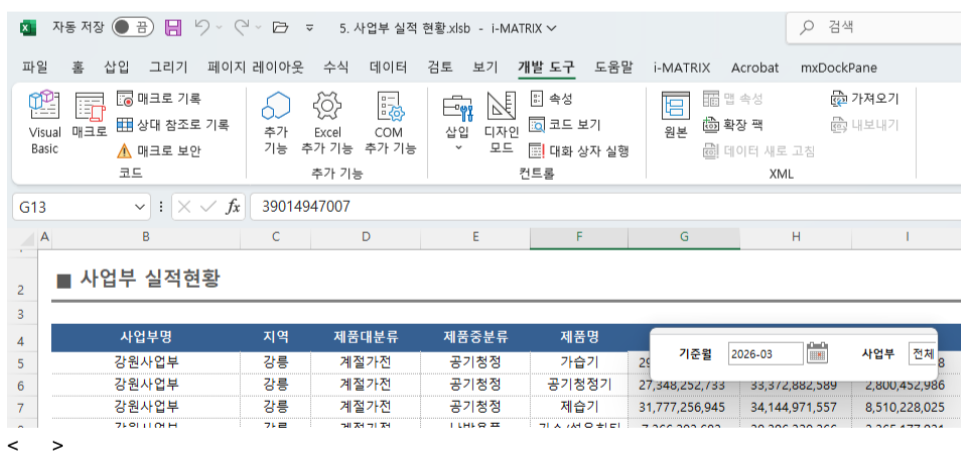 자동 저장 끔 5. 사업부 실적 현황.xlsb - i-MATRIX 검색
파일 홈 삽입 그리기 페이지 레이아웃 수식 데이터 검토 보기 개발 도구 도움말 i-MATRIX Acrobat mxDockPane
Visual Basic 매크로 매크로 기록 상대 참조로 기록 매크로 보안
추가 기능 Excel 추가 기능 COM 추가 기능
삽입 디자인 모드 속성 코드 보기 대화 상자 실행
원본 맵 속성 확장 팩 데이터 새로 고침 가져오기 내보내기
코드 추가 기능 컨트롤 XML
G13 fx 39014947007
A B C D E F G H I
2 ■ 사업부 실적현황
3
4 사업부명 지역 제품대분류 제품중분류 제품명
기준월 2026-03 사업부 전체
5 강원사업부 강릉 계절가전 공기청정 가습기 29 8
6 강원사업부 강릉 계절가전 공기청정 공기청정기 27,348,252,733 33,372,882,589 2,800,452,986
7 강원사업부 강릉 계절가전 공기청정 제습기 31,777,256,945 34,144,971,557 8,510,228,025
< >